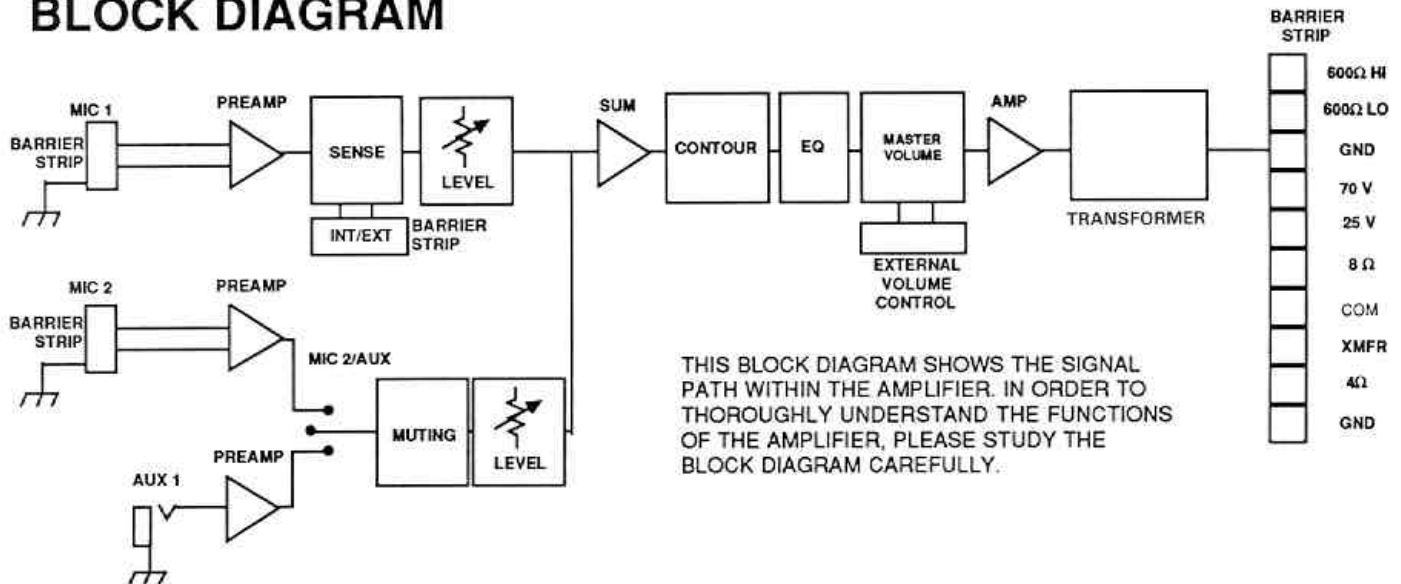 BLOCK DIAGRAM
BARRIER
STRIP
600Ω HI
600Ω LO
GND
70 V
25 V
8 Ω
COM
XMFR
4Ω
GND
MIC 1
BARRIER
STRIP
PREAMP
SENSE
LEVEL
INT/EXT
BARRIER
STRIP
SUM
CONTOUR
EQ
MASTER
VOLUME
EXTERNAL
VOLUME
CONTROL
AMP
TRANSFORMER
MIC 2
BARRIER
STRIP
PREAMP
MIC 2/AUX
AUX 1
PREAMP
MUTING
LEVEL
THIS BLOCK DIAGRAM SHOWS THE SIGNAL
PATH WITHIN THE AMPLIFIER. IN ORDER TO
THOROUGHLY UNDERSTAND THE FUNCTIONS
OF THE AMPLIFIER, PLEASE STUDY THE
BLOCK DIAGRAM CAREFULLY.